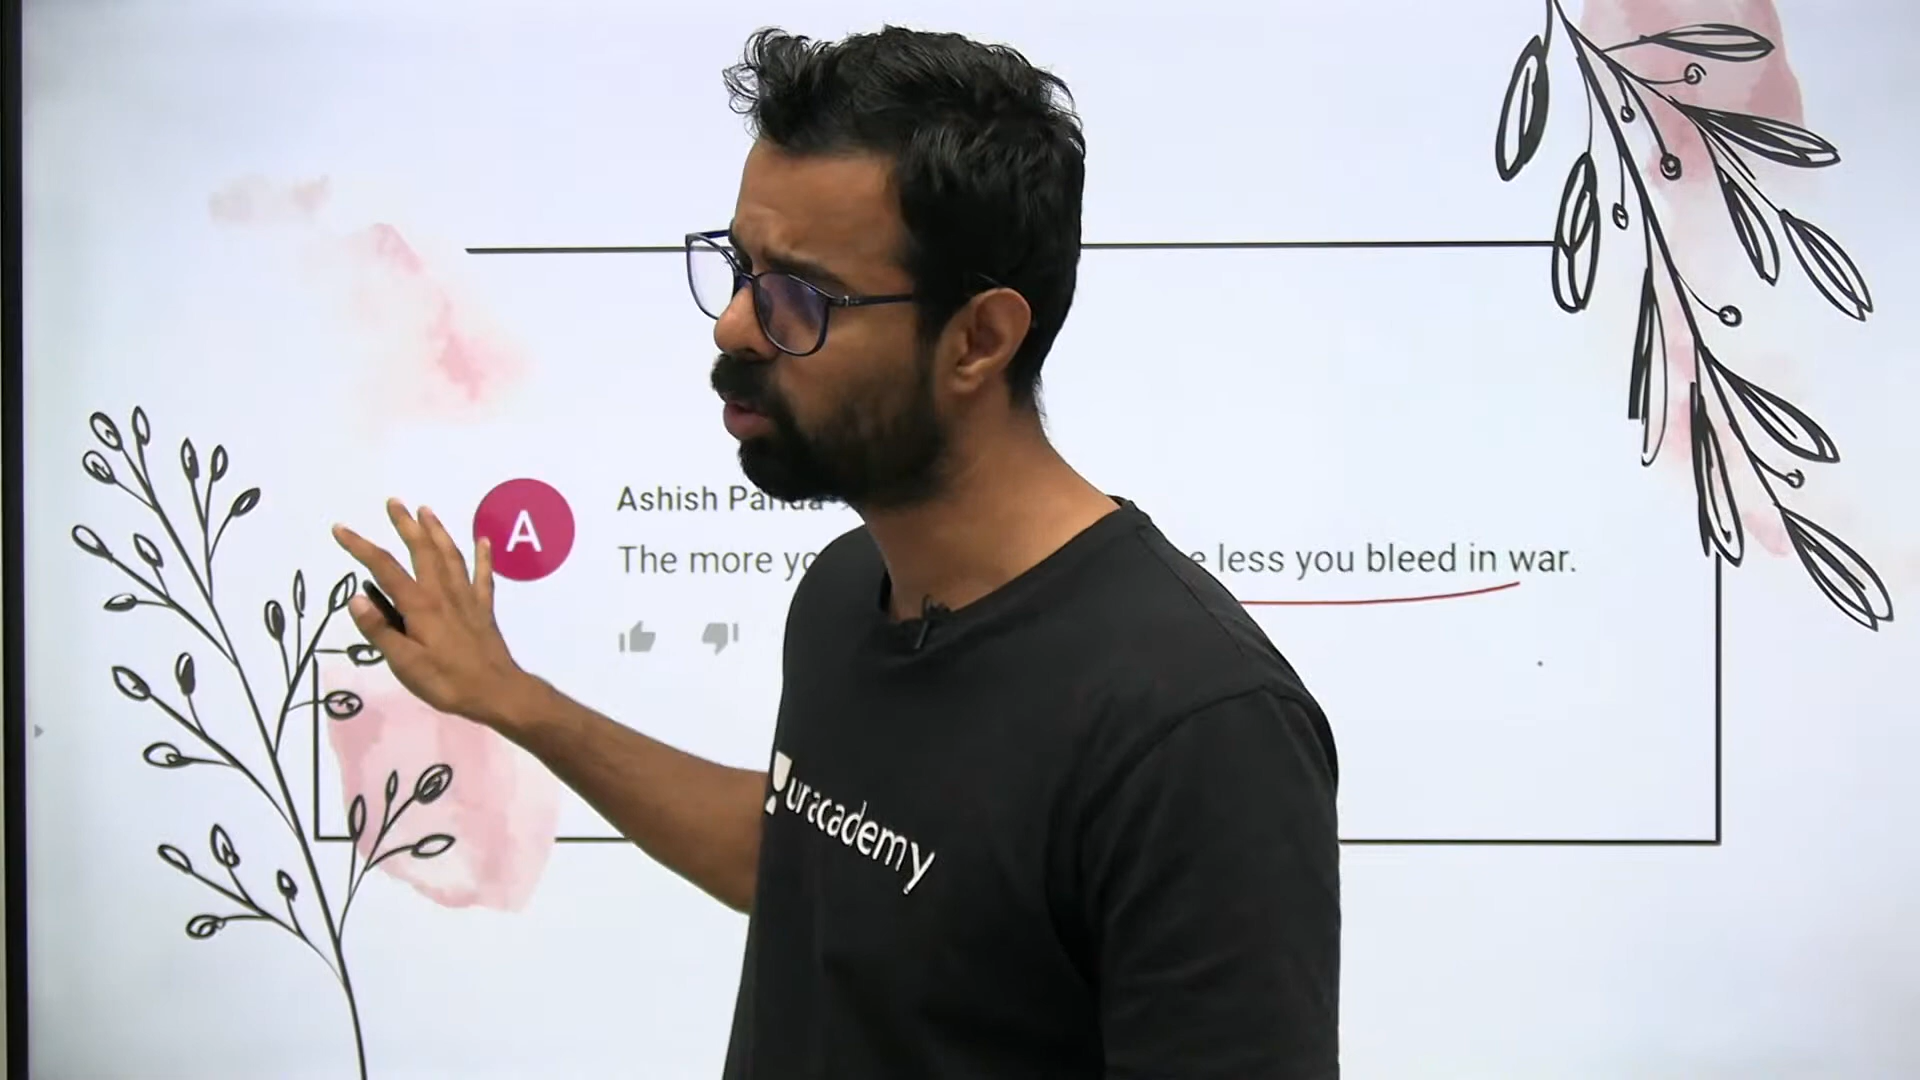 Ashish Panda
A
The more yo e less you bleed in war.
uracademy